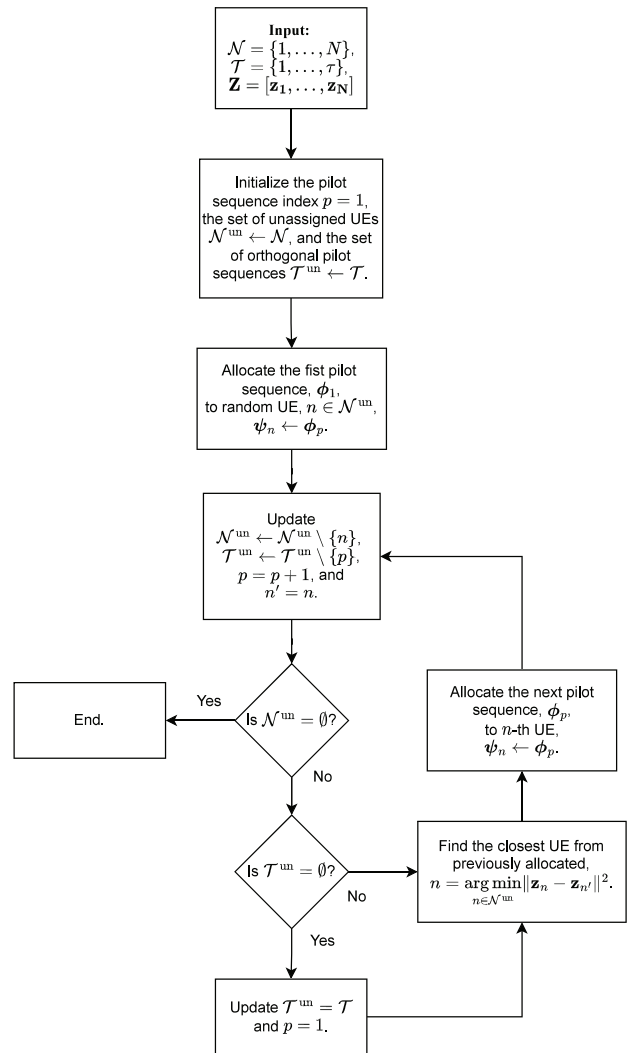 Input:
𝒩 = {1, . . . , N},
𝒯 = {1, . . . , τ},
𝐙 = [𝐳₁, . . . , 𝐳_N]
Initialize the pilot
sequence index p = 1,
the set of unassigned UEs
𝒩^un ← 𝒩, and the set
of orthogonal pilot
sequences 𝒯^un ← 𝒯.
Allocate the fist pilot
sequence, ϕ₁,
to random UE, n ∈ 𝒩^un,
ψ_n ← ϕ_p.
Update
𝒩^un ← 𝒩^un \ {n},
𝒯^un ← 𝒯^un \ {p},
p = p + 1, and
n′ = n.
Is 𝒩^un = ∅?
Yes
End.
No
Is 𝒯^un = ∅?
No
Yes
Update 𝒯^un = 𝒯
and p = 1.
Find the closest UE from
previously allocated,
n = arg min‖𝐳_n − 𝐳_n′‖².
n∈𝒩^un
Allocate the next pilot
sequence, ϕ_p,
to n-th UE,
ψ_n ← ϕ_p.